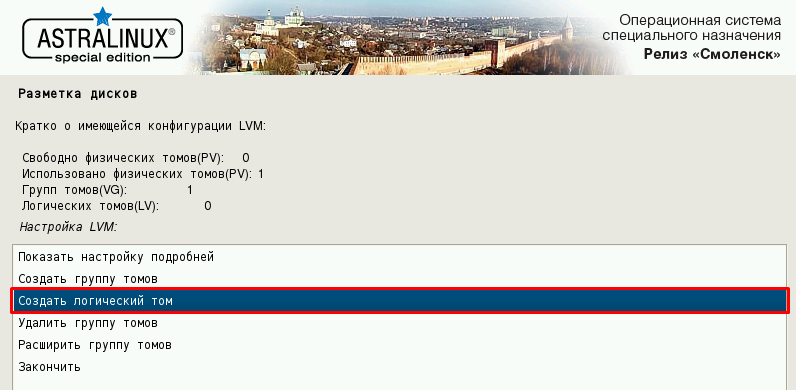 ASTRALINUX®
special edition
Операционная система
специального назначения
Релиз «Смоленск»
Разметка дисков
Кратко о имеющейся конфигурации LVM:
Свободно физических томов(PV): 0
Использовано физических томов(PV): 1
Групп томов(VG): 1
Логических томов(LV): 0
Настройка LVM:
Показать настройку подробней
Создать группу томов
Создать логический том
Удалить группу томов
Расширить группу томов
Закончить